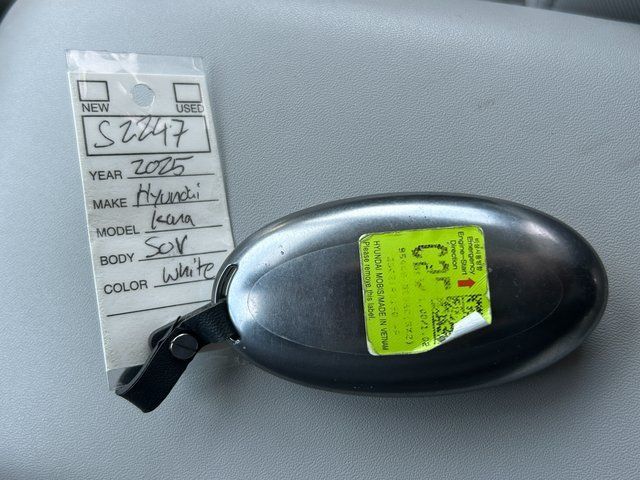 NEW
USED
S2247
YEAR 2025
MAKE Hyundai
MODEL kona
BODY SUV
COLOR white
Emergency
Engine-Start
Direction
HYUNDAI MOBIS/MADE IN VETNAM
Please remove this label.